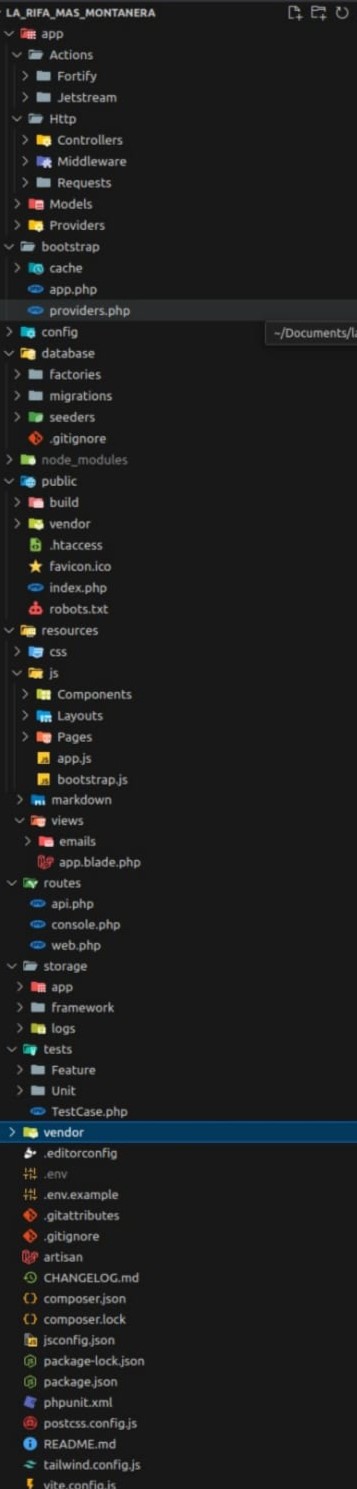 LA_RIFA_MAS_MONTANERA
app
Actions
Fortify
Jetstream
Http
Controllers
Middleware
Requests
Models
Providers
bootstrap
cache
app.php
providers.php
config
~/Documents/la
database
factories
migrations
seeders
.gitignore
node_modules
public
build
vendor
.htaccess
favicon.ico
index.php
robots.txt
resources
css
js
Components
Layouts
Pages
app.js
bootstrap.js
markdown
views
emails
app.blade.php
routes
api.php
console.php
web.php
storage
app
framework
logs
tests
Feature
Unit
TestCase.php
vendor
.editorconfig
.env
.env.example
.gitattributes
.gitignore
artisan
CHANGELOG.md
composer.json
composer.lock
jsconfig.json
package-lock.json
package.json
phpunit.xml
postcss.config.js
README.md
tailwind.config.js
vite.config.js